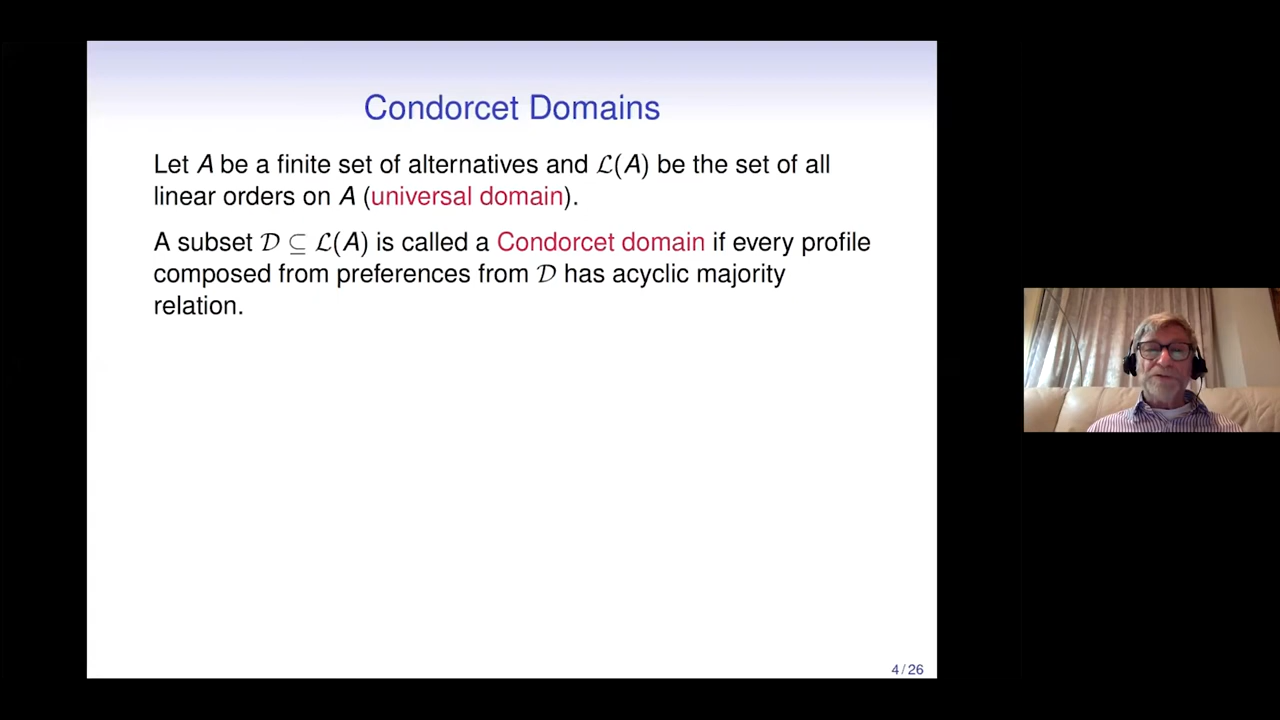 Condorcet Domains
Let A be a finite set of alternatives and ℒ(A) be the set of all
linear orders on A (universal domain).
A subset 𝒟 ⊆ ℒ(A) is called a Condorcet domain if every profile
composed from preferences from 𝒟 has acyclic majority
relation.
4 / 26